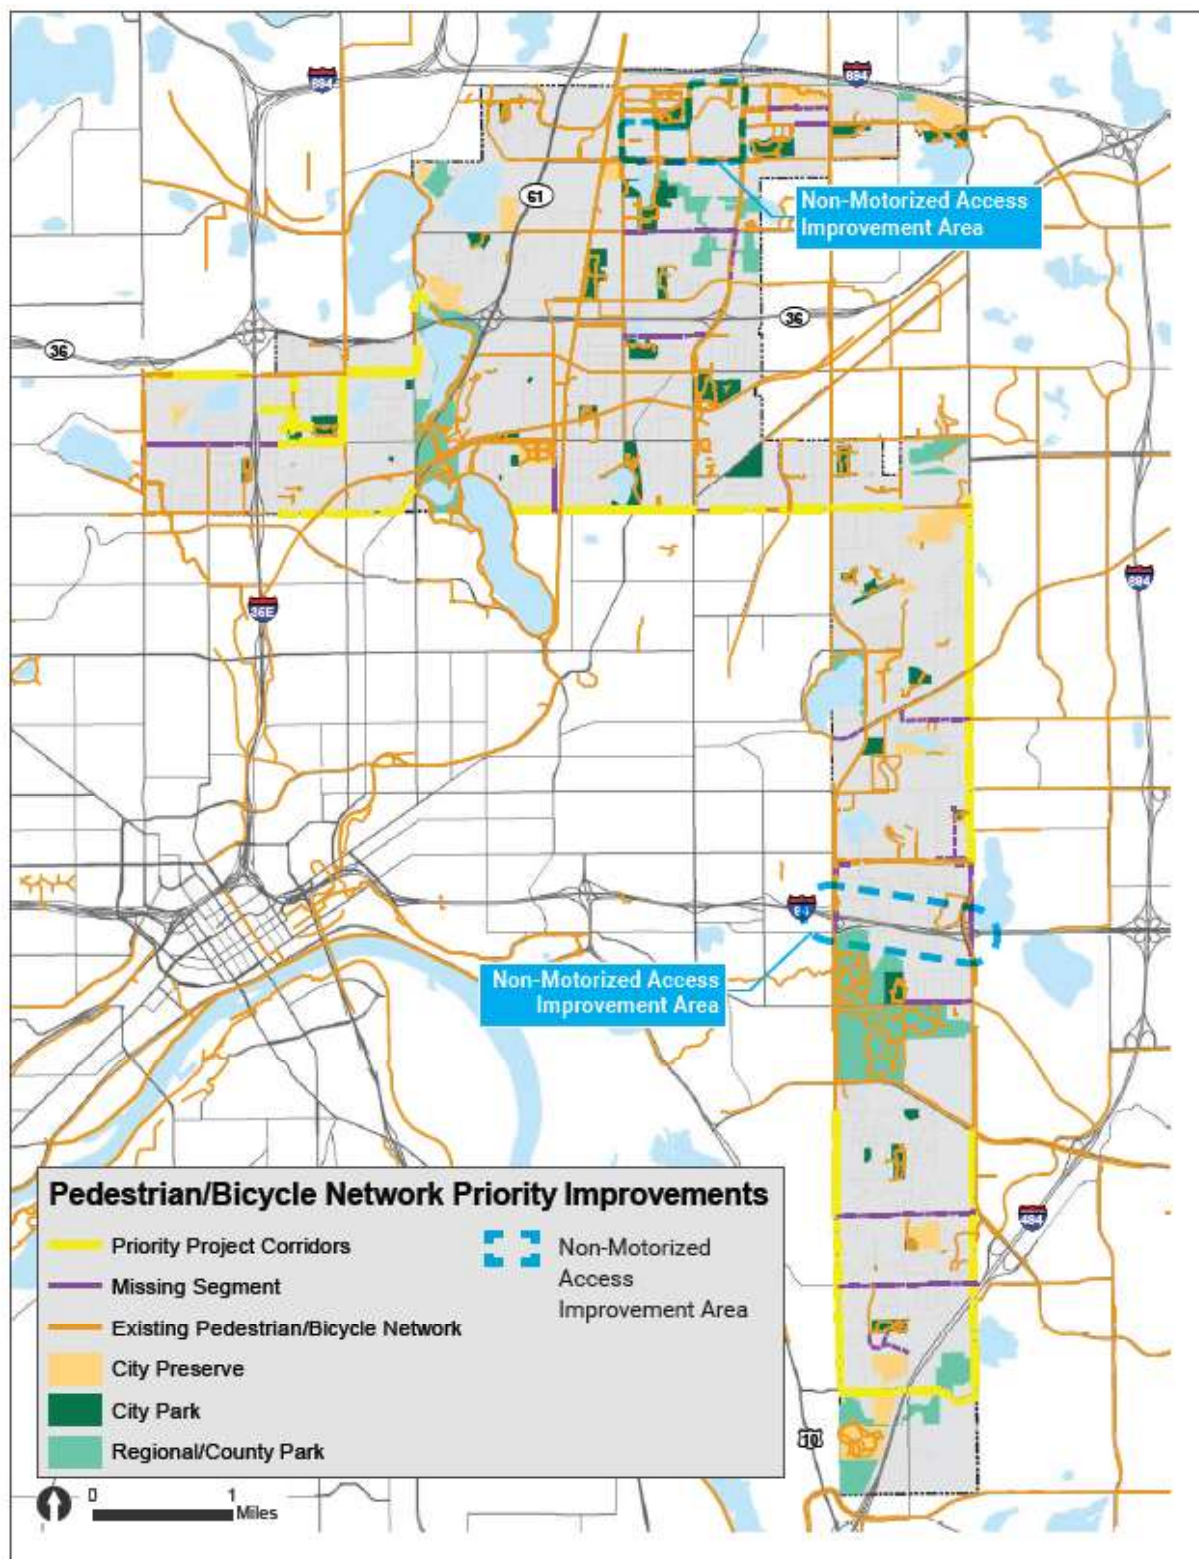 694
694
61
Non-Motorized Access
Improvement Area
36
36
694
35E
94
Non-Motorized Access
Improvement Area
494
10
Pedestrian/Bicycle Network Priority Improvements
Priority Project Corridors
Missing Segment
Existing Pedestrian/Bicycle Network
City Preserve
City Park
Regional/County Park
Non-Motorized
Access
Improvement Area
0 1
Miles